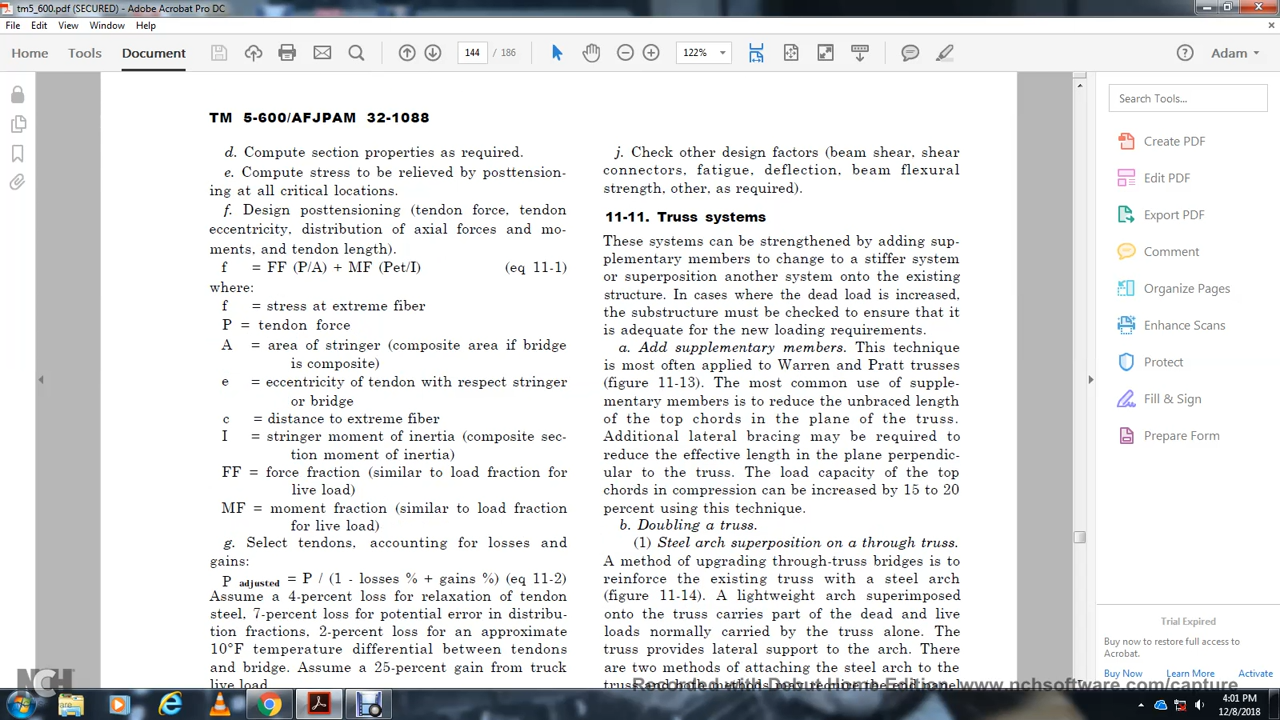 tm5_600.pdf (SECURED) - Adobe Acrobat Pro DC
File Edit View Window Help
Home Tools Document 144 / 186 122% Adam
TM 5-600/AFJPAM 32-1088
d. Compute section properties as required.
e. Compute stress to be relieved by posttension-
ing at all critical locations.
f. Design posttensioning (tendon force, tendon
eccentricity, distribution of axial forces and mo-
ments, and tendon length).
f = FF (P/A) + MF (Pet/I) (eq 11-1)
where:
f = stress at extreme fiber
P = tendon force
A = area of stringer (composite area if bridge
is composite)
e = eccentricity of tendon with respect stringer
or bridge
c = distance to extreme fiber
I = stringer moment of inertia (composite sec-
tion moment of inertia)
FF = force fraction (similar to load fraction for
live load)
MF = moment fraction (similar to load fraction
for live load)
g. Select tendons, accounting for losses and
gains:
P adjusted = P / (1 - losses % + gains %) (eq 11-2)
Assume a 4-percent loss for relaxation of tendon
steel, 7-percent loss for potential error in distribu-
tion fractions, 2-percent loss for an approximate
10°F temperature differential between tendons
and bridge. Assume a 25-percent gain from truck
live load
j. Check other design factors (beam shear, shear
connectors, fatigue, deflection, beam flexural
strength, other, as required).
11-11. Truss systems
These systems can be strengthened by adding sup-
plementary members to change to a stiffer system
or superposition another system onto the existing
structure. In cases where the dead load is increased,
the substructure must be checked to ensure that it
is adequate for the new loading requirements.
a. Add supplementary members. This technique
is most often applied to Warren and Pratt trusses
(figure 11-13). The most common use of supple-
mentary members is to reduce the unbraced length
of the top chords in the plane of the truss.
Additional lateral bracing may be required to
reduce the effective length in the plane perpendic-
ular to the truss. The load capacity of the top
chords in compression can be increased by 15 to 20
percent using this technique.
b. Doubling a truss.
(1) Steel arch superposition on a through truss.
A method of upgrading through-truss bridges is to
reinforce the existing truss with a steel arch
(figure 11-14). A lightweight arch superimposed
onto the truss carries part of the dead and live
loads normally carried by the truss alone. The
truss provides lateral support to the arch. There
are two methods of attaching the steel arch to the
Search Tools...
Create PDF
Edit PDF
Export PDF
Comment
Organize Pages
Enhance Scans
Protect
Fill & Sign
Prepare Form
Trial Expired
Buy now to restore full access to
Acrobat.
Buy Now Learn More Activate
NCH
Recorded with Debut Home Edition www.nchsoftware.com/capture
4:01 PM
12/8/2018